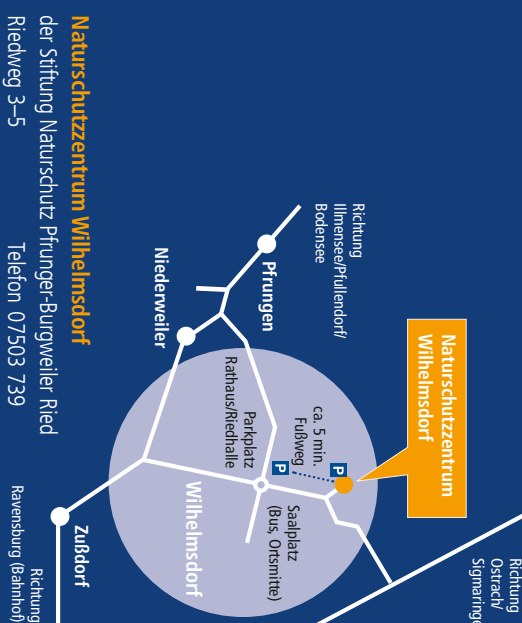 Richtung
Ostrach/
Sigmaringe
Naturschutzzentrum
Wilhelmsdorf
Richtung
Illmensee/Pfullendorf/
Bodensee
Pfrungen
ca. 5 min.
Fußweg
P
P
Saalplatz
(Bus, Ortsmitte)
Parkplatz
Rathaus/Riedhalle
Niederweiler
Wilhelmsdorf
Zußdorf
Richtung
Ravensburg (Bahnhof)
Naturschutzzentrum Wilhelmsdorf
der Stiftung Naturschutz Pfrunger-Burgweiler Ried
Riedweg 3–5 Telefon 07503 739